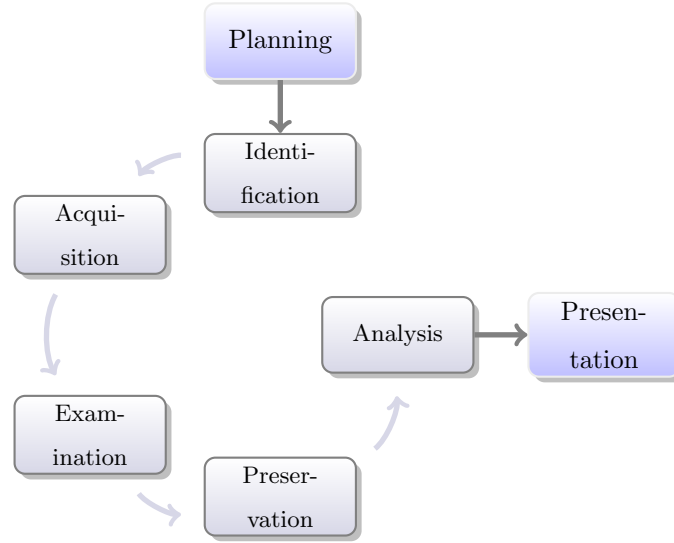 Planning
Identi-
fication
Acqui-
sition
Exam-
ination
Preser-
vation
Analysis
Presen-
tation